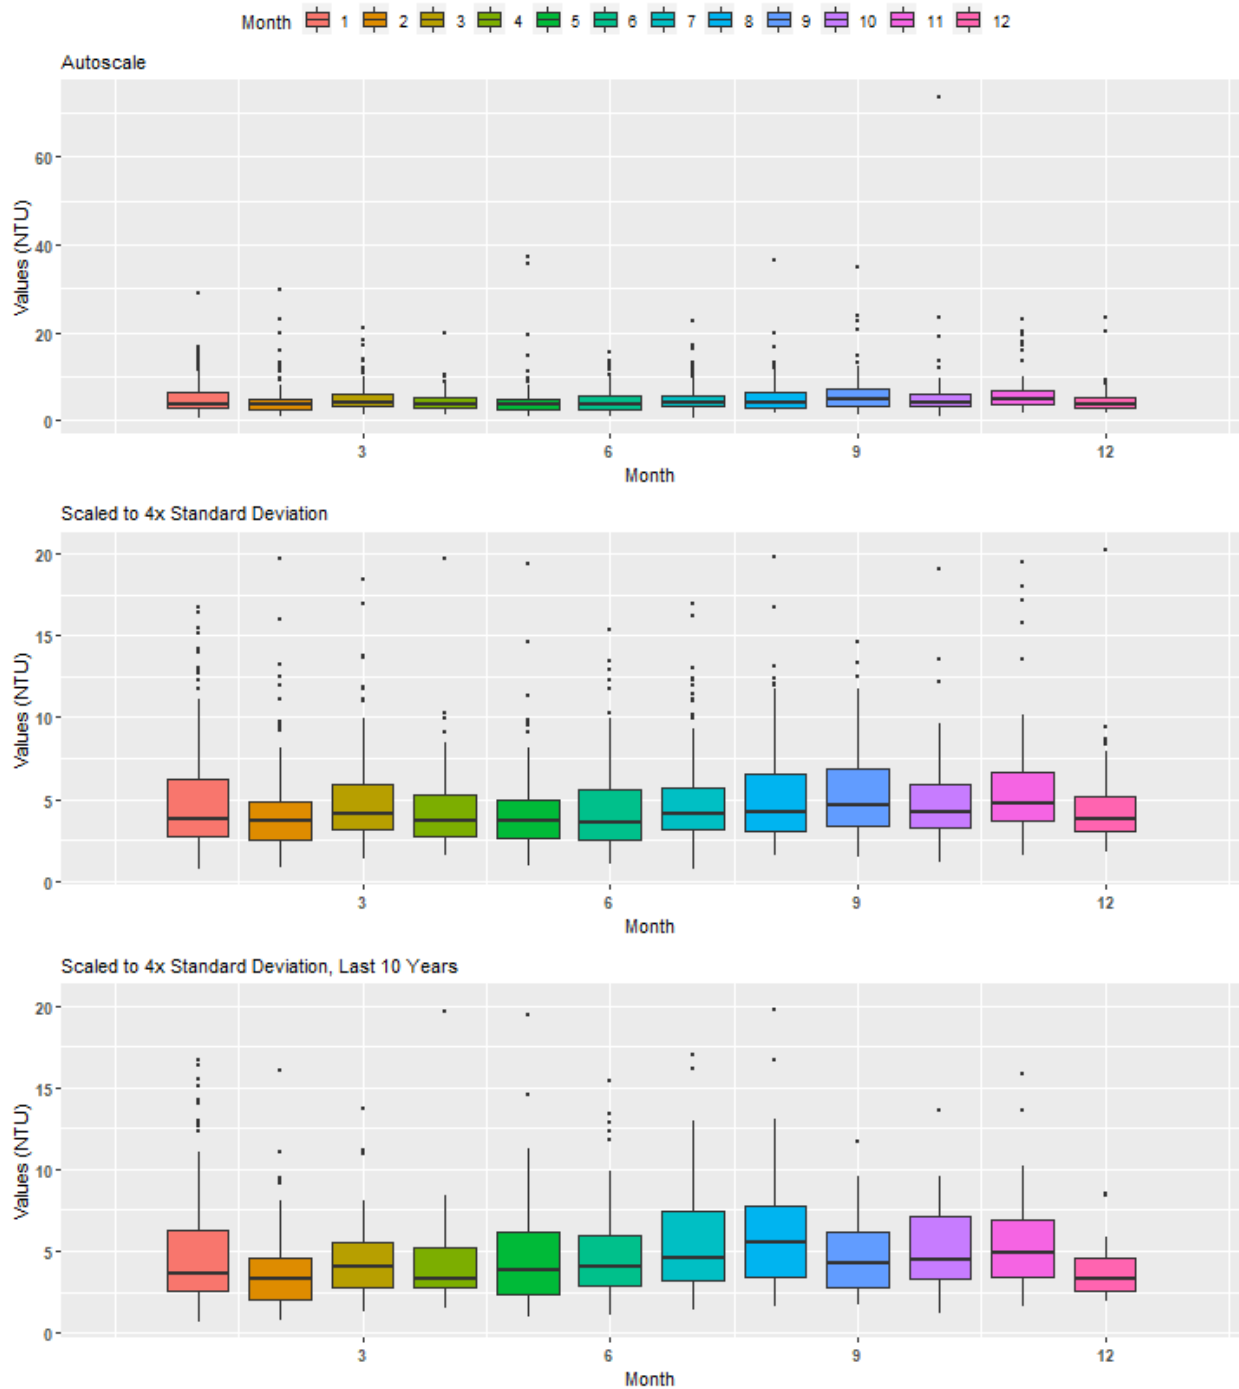 Month 1 2 3 4 5 6 7 8 9 10 11 12
Autoscale
Values (NTU)
60
40
20
0
3 6 9 12
Month
Scaled to 4x Standard Deviation
Values (NTU)
20
15
10
5
0
3 6 9 12
Month
Scaled to 4x Standard Deviation, Last 10 Years
Values (NTU)
20
15
10
5
0
3 6 9 12
Month